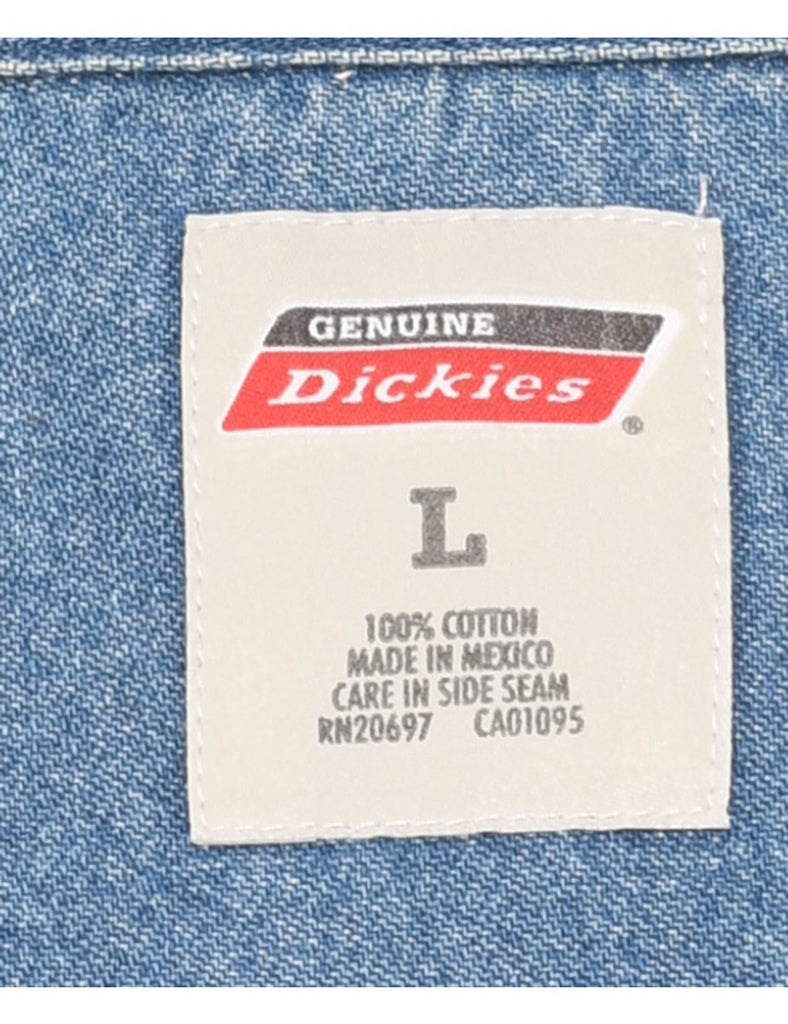 GENUINE
Dickies®
L
100% COTTON
MADE IN MEXICO
CARE IN SIDE SEAM
RN20697 CA01095